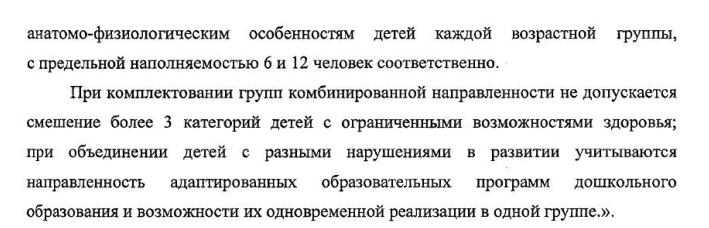 анатомо-физиологическим особенностям детей каждой возрастной группы,
с предельной наполняемостью 6 и 12 человек соответственно.
При комплектовании групп комбинированной направленности не допускается
смешение более 3 категорий детей с ограниченными возможностями здоровья;
при объединении детей с разными нарушениями в развитии учитываются
направленность адаптированных образовательных программ дошкольного
образования и возможности их одновременной реализации в одной группе.».